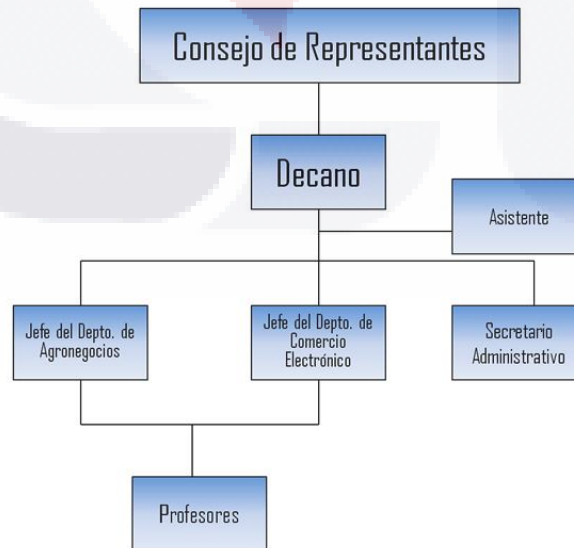 Consejo de Representantes
Decano
Asistente
Jefe del Depto. de
Agronegocios
Jefe del Depto. de
Comercio
Electrónico
Secretario
Administrativo
Profesores